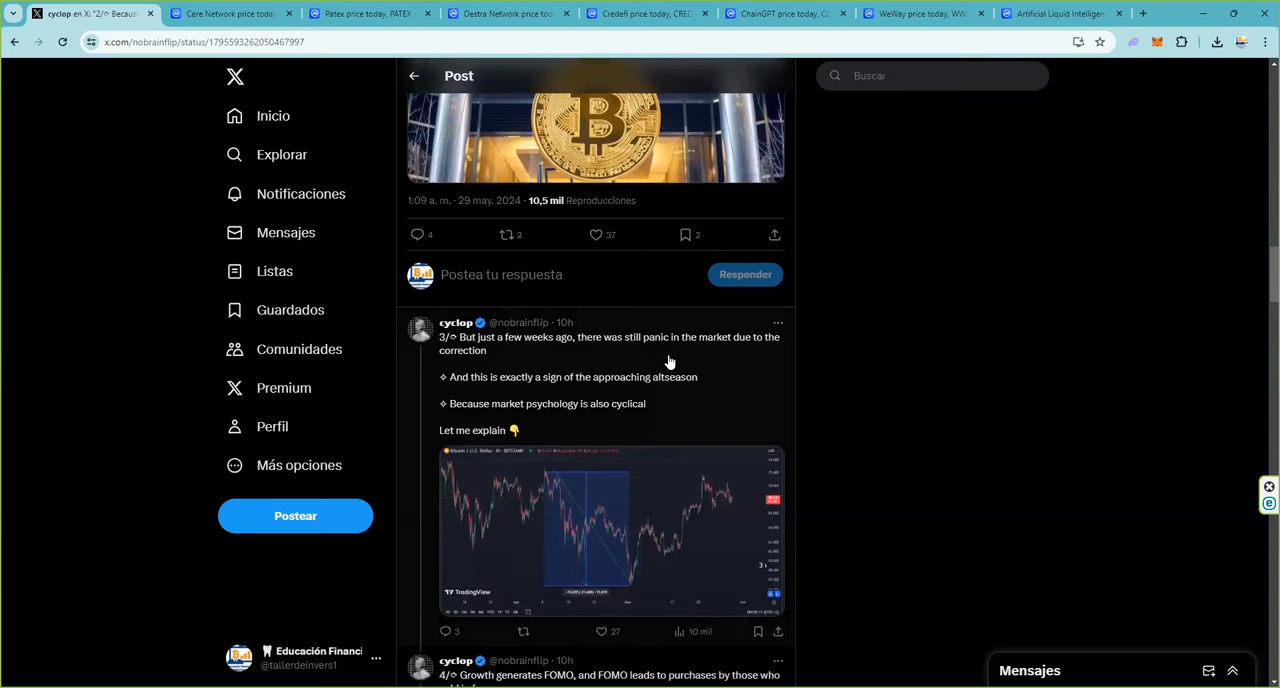 cyclop en X: "2/ Becaus
Cere Network price today
Patex price today, PATEX
Destra Network price tod
Credefi price today, CRED
ChainGPT price today, C
WeWay price today, WW
Artificial Liquid Intelligen
x.com/nobrainflip/status/1795593262050467997
Post
Buscar
Inicio
Explorar
Notificaciones
Mensajes
Listas
Guardados
Comunidades
Premium
Perfil
Más opciones
Postear
Educación Financi
@tallerdeinvers1
1:09 a. m. · 29 may. 2024 · 10,5 mil Reproducciones
4
2
37
2
Postea tu respuesta
Responder
cyclop @nobrainflip · 10h
3/ But just a few weeks ago, there was still panic in the market due to the
correction
✧ And this is exactly a sign of the approaching altseason
✧ Because market psychology is also cyclical
Let me explain 👇
Bitcoin / U.S. Dollar
BITSTAMP
TradingView
3
27
10 mil
cyclop @nobrainflip · 10h
4/ Growth generates FOMO, and FOMO leads to purchases by those who
Mensajes